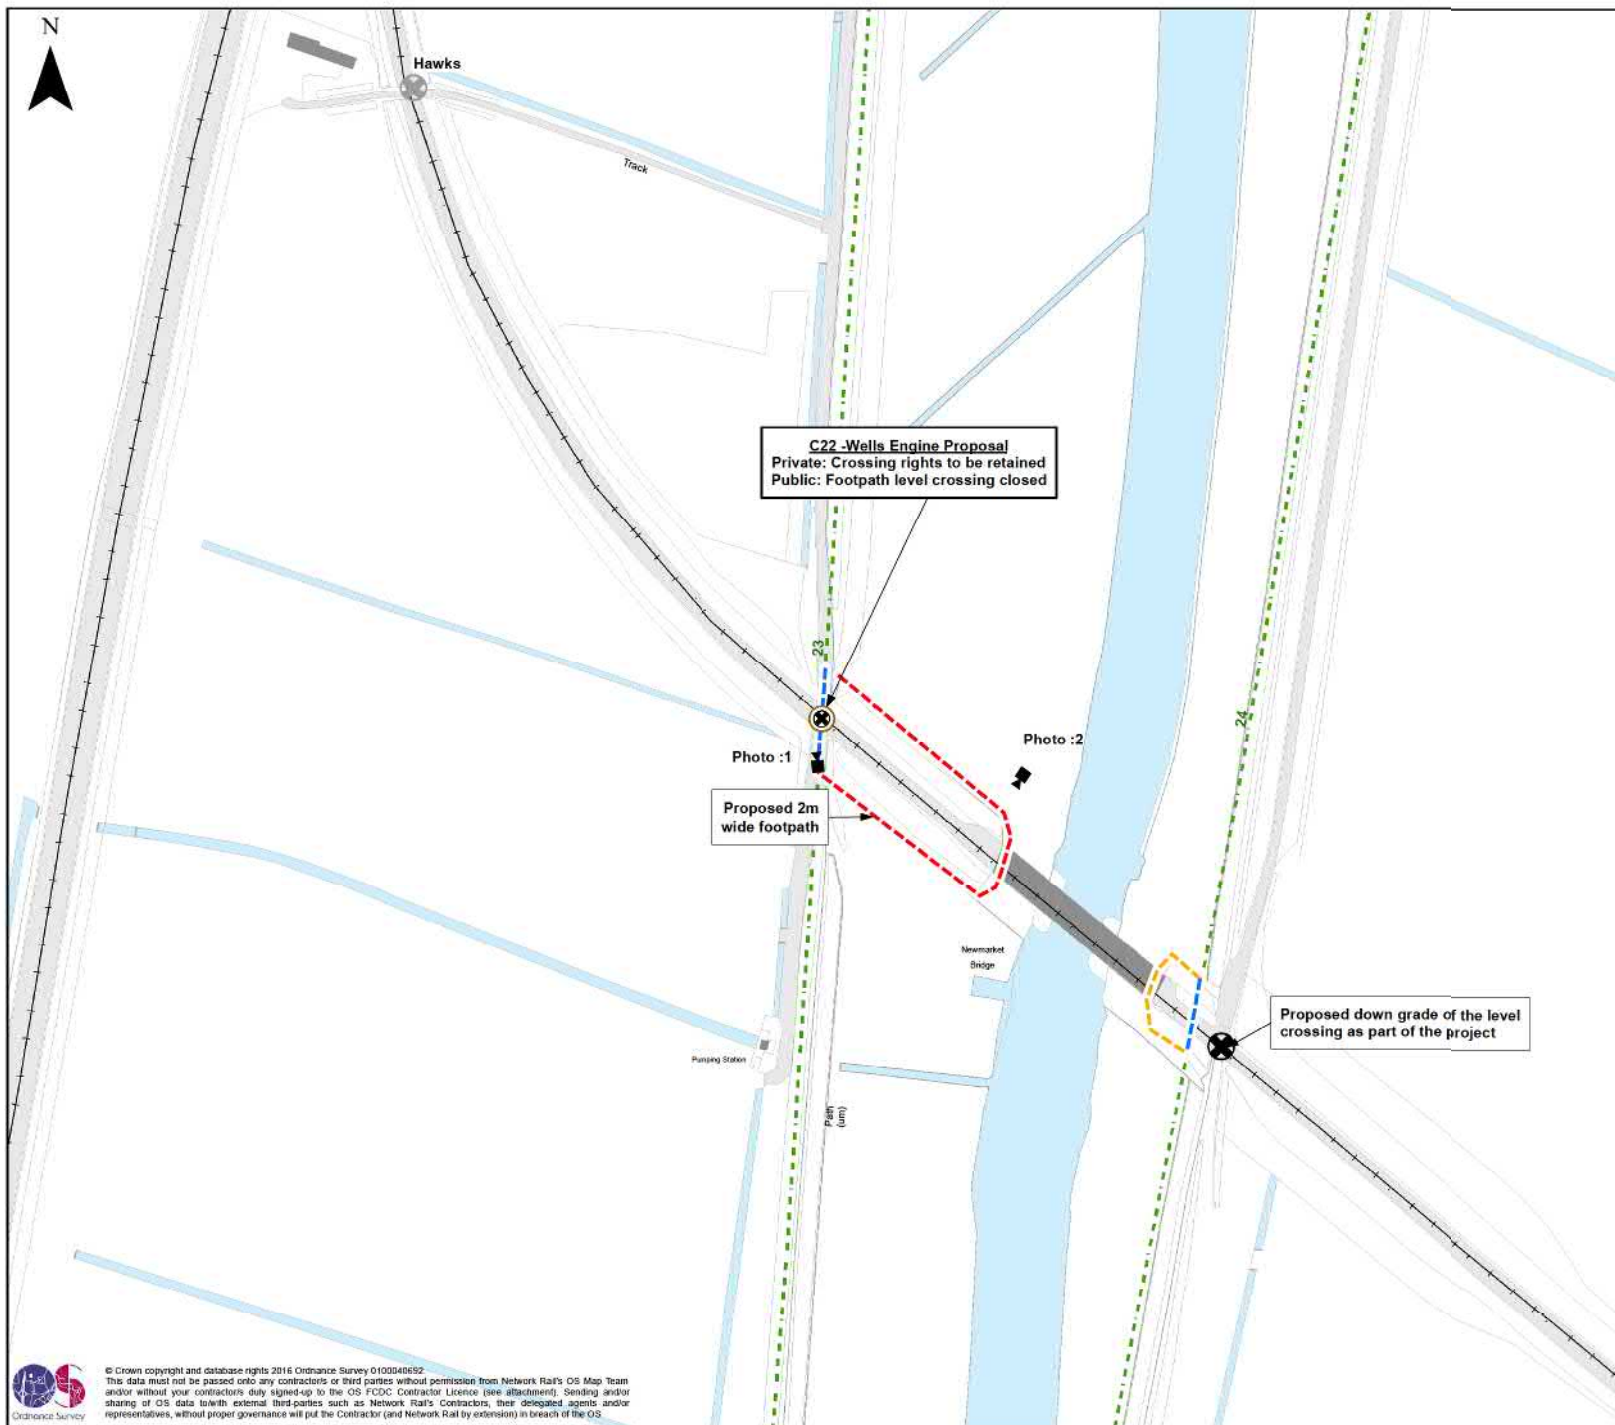 N
Hawks
Track
C22 -Wells Engine Proposal
Private: Crossing rights to be retained
Public: Footpath level crossing closed
23
24
Photo :1
Photo :2
Proposed 2m
wide footpath
Newmarket
Bridge
Proposed down grade of the level
crossing as part of the project
Pumping Station
Path
(um)
Ordnance Survey
© Crown copyright and database rights 2016 Ordnance Survey 0100040692
This data must not be passed onto any contractor/s or third parties without permission from Network Rail's OS Map Team
and/or without your contractor/s duly signed-up to the OS FCDC Contractor Licence (see attachment). Sending and/or
sharing of OS data to/with external third-parties such as Network Rail's Contractors, their delegated agents and/or
representatives, without proper governance will put the Contractor (and Network Rail by extension) in breach of the OS